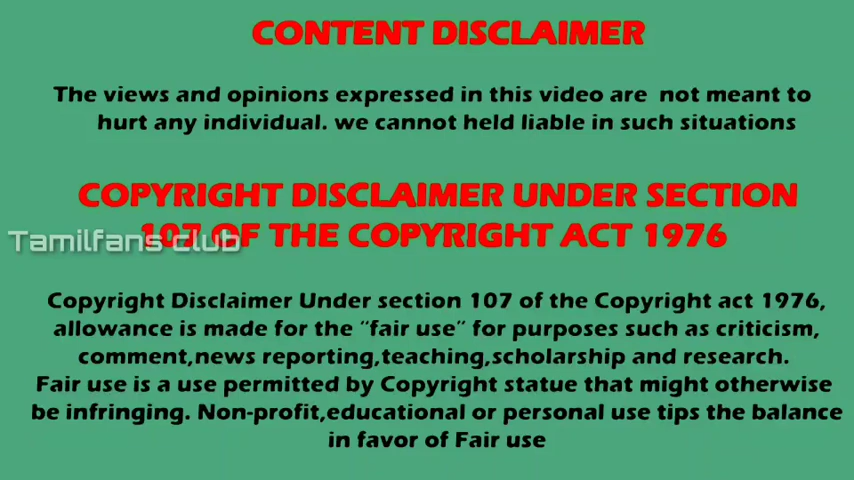 CONTENT DISCLAIMER
The views and opinions expressed in this video are not meant to
hurt any individual. we cannot held liable in such situations
COPYRIGHT DISCLAIMER UNDER SECTION
107 OF THE COPYRIGHT ACT 1976
Tamilfans club
Copyright Disclaimer Under section 107 of the Copyright act 1976,
allowance is made for the "fair use" for purposes such as criticism,
comment,news reporting,teaching,scholarship and research.
Fair use is a use permitted by Copyright statue that might otherwise
be infringing. Non-profit,educational or personal use tips the balance
in favor of Fair use